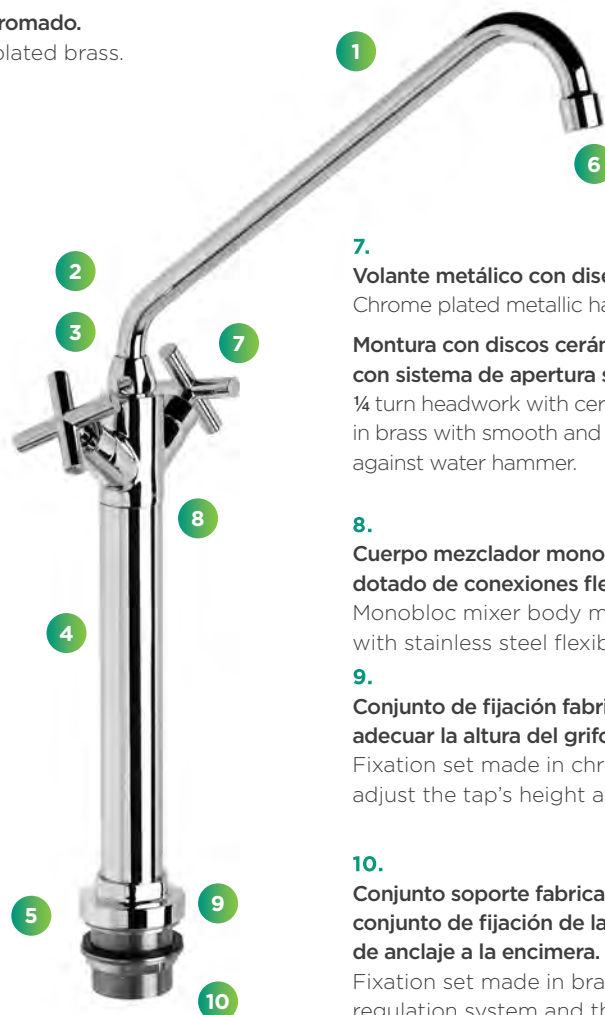 romado.
plated brass.
1
6
2
3
7
8
4
5
9
10
7.
Volante metálico con dise
Chrome plated metallic ha
Montura con discos cerám
con sistema de apertura s
¼ turn headwork with cer
in brass with smooth and
against water hammer.
8.
Cuerpo mezclador mono
dotado de conexiones fle
Monobloc mixer body m
with stainless steel flexib
9.
Conjunto de fijación fabri
adecuar la altura del grifo
Fixation set made in chr
adjust the tap's height a
10.
Conjunto soporte fabrica
conjunto de fijación de la
de anclaje a la encimera.
Fixation set made in bra
regulation system and th